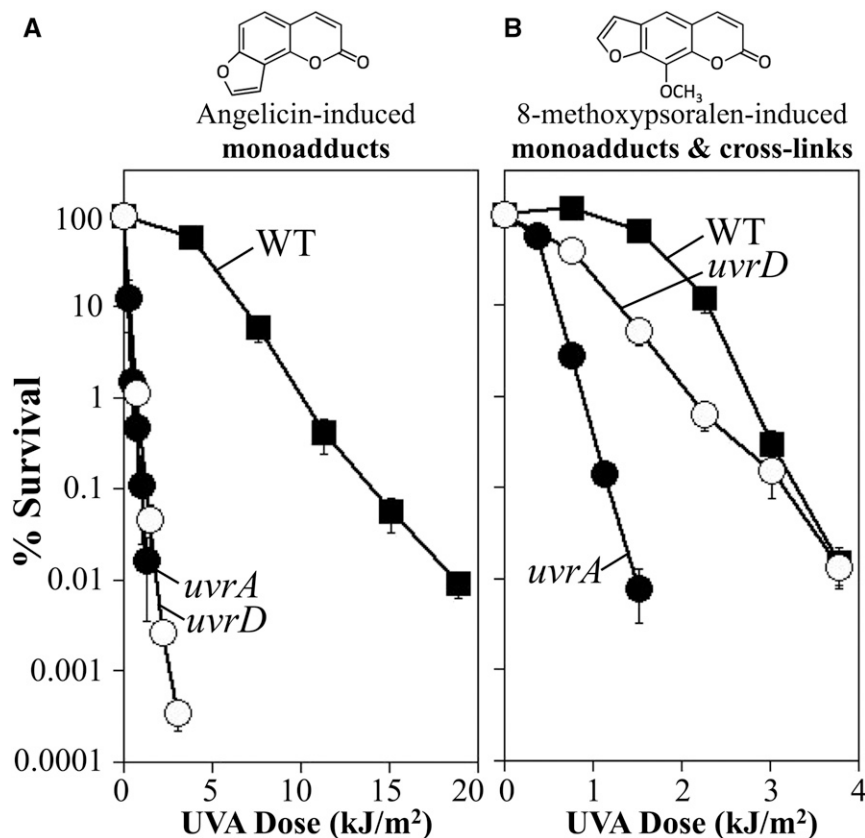 A
O
O
O
Angelicin-induced
monoadducts
B
O
O
O
OCH₃
8-methoxypsoralen-induced
monoadducts & cross-links
% Survival
100
10
1
0.1
0.01
0.001
0.0001
WT
uvrA
uvrD
0 5 10 15 20
UVA Dose (kJ/m²)
WT
uvrD
uvrA
0 1 2 3 4
UVA Dose (kJ/m²)